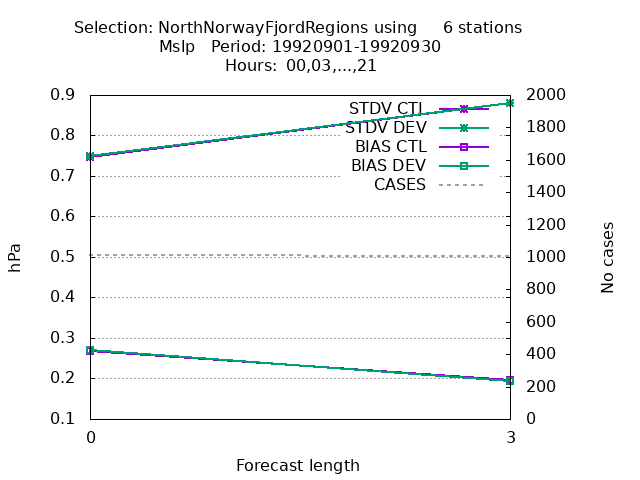 Selection: NorthNorwayFjordRegions using     6 stations
Mslp   Period: 19920901-19920930
Hours: 00,03,...,21
STDV CTL
STDV DEV
BIAS CTL
BIAS DEV
CASES
0.9
0.8
0.7
0.6
0.5
0.4
0.3
0.2
0.1
hPa
2000
1800
1600
1400
1200
1000
800
600
400
200
0
No cases
0
3
Forecast length